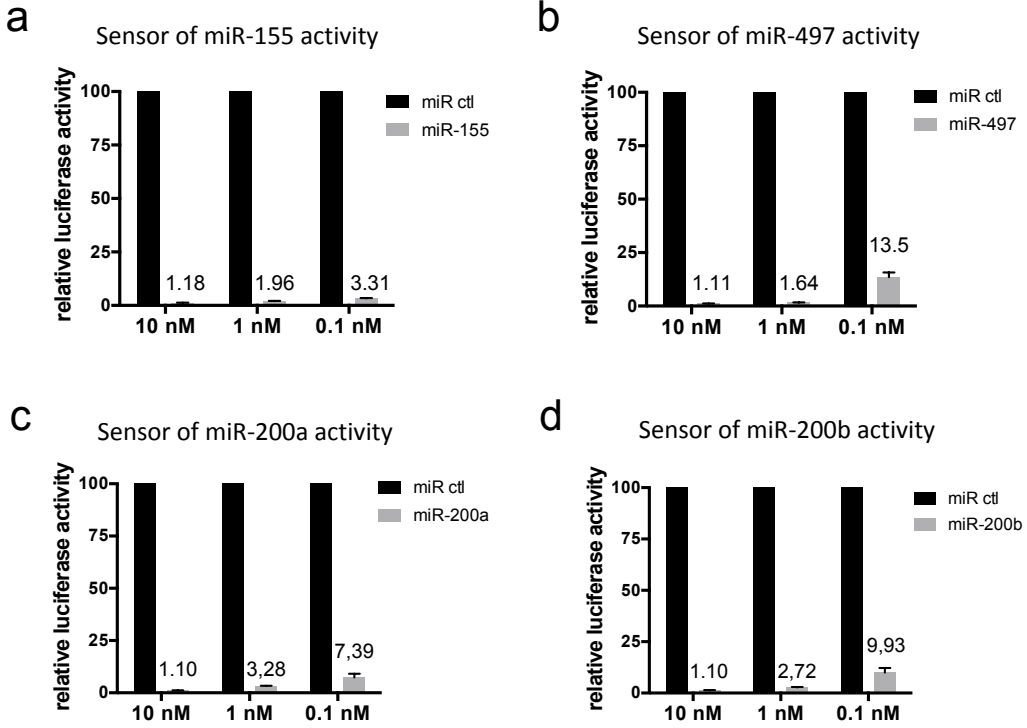 a
Sensor of miR-155 activity
relative luciferase activity
100
75
50
25
0
1.18
1.96
3.31
10 nM
1 nM
0.1 nM
miR ctl
miR-155
b
Sensor of miR-497 activity
relative luciferase activity
100
75
50
25
0
1.11
1.64
13.5
10 nM
1 nM
0.1 nM
miR ctl
miR-497
c
Sensor of miR-200a activity
relative luciferase activity
100
75
50
25
0
1.10
3,28
7,39
10 nM
1 nM
0.1 nM
miR ctl
miR-200a
d
Sensor of miR-200b activity
relative luciferase activity
100
75
50
25
0
1.10
2,72
9,93
10 nM
1 nM
0.1 nM
miR ctl
miR-200b